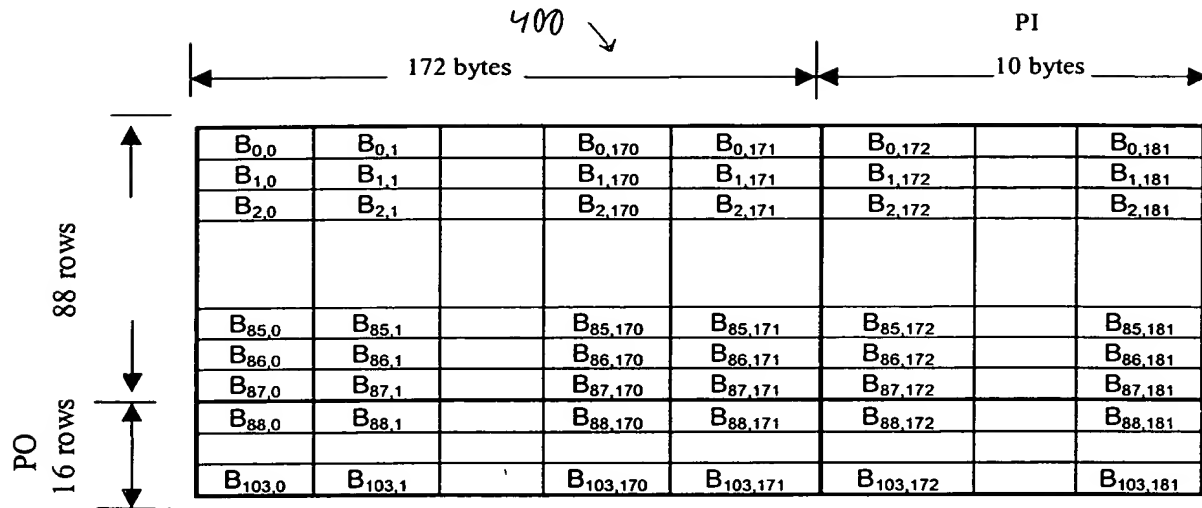 400
PI
172 bytes 10 bytes
B0,0 B0,1 B0,170 B0,171 B0,172 B0,181
B1,0 B1,1 B1,170 B1,171 B1,172 B1,181
B2,0 B2,1 B2,170 B2,171 B2,172 B2,181
88 rows
B85,0 B85,1 B85,170 B85,171 B85,172 B85,181
B86,0 B86,1 B86,170 B86,171 B86,172 B86,181
B87,0 B87,1 B87,170 B87,171 B87,172 B87,181
PO
16 rows
B88,0 B88,1 B88,170 B88,171 B88,172 B88,181
B103,0 B103,1 B103,170 B103,171 B103,172 B103,181